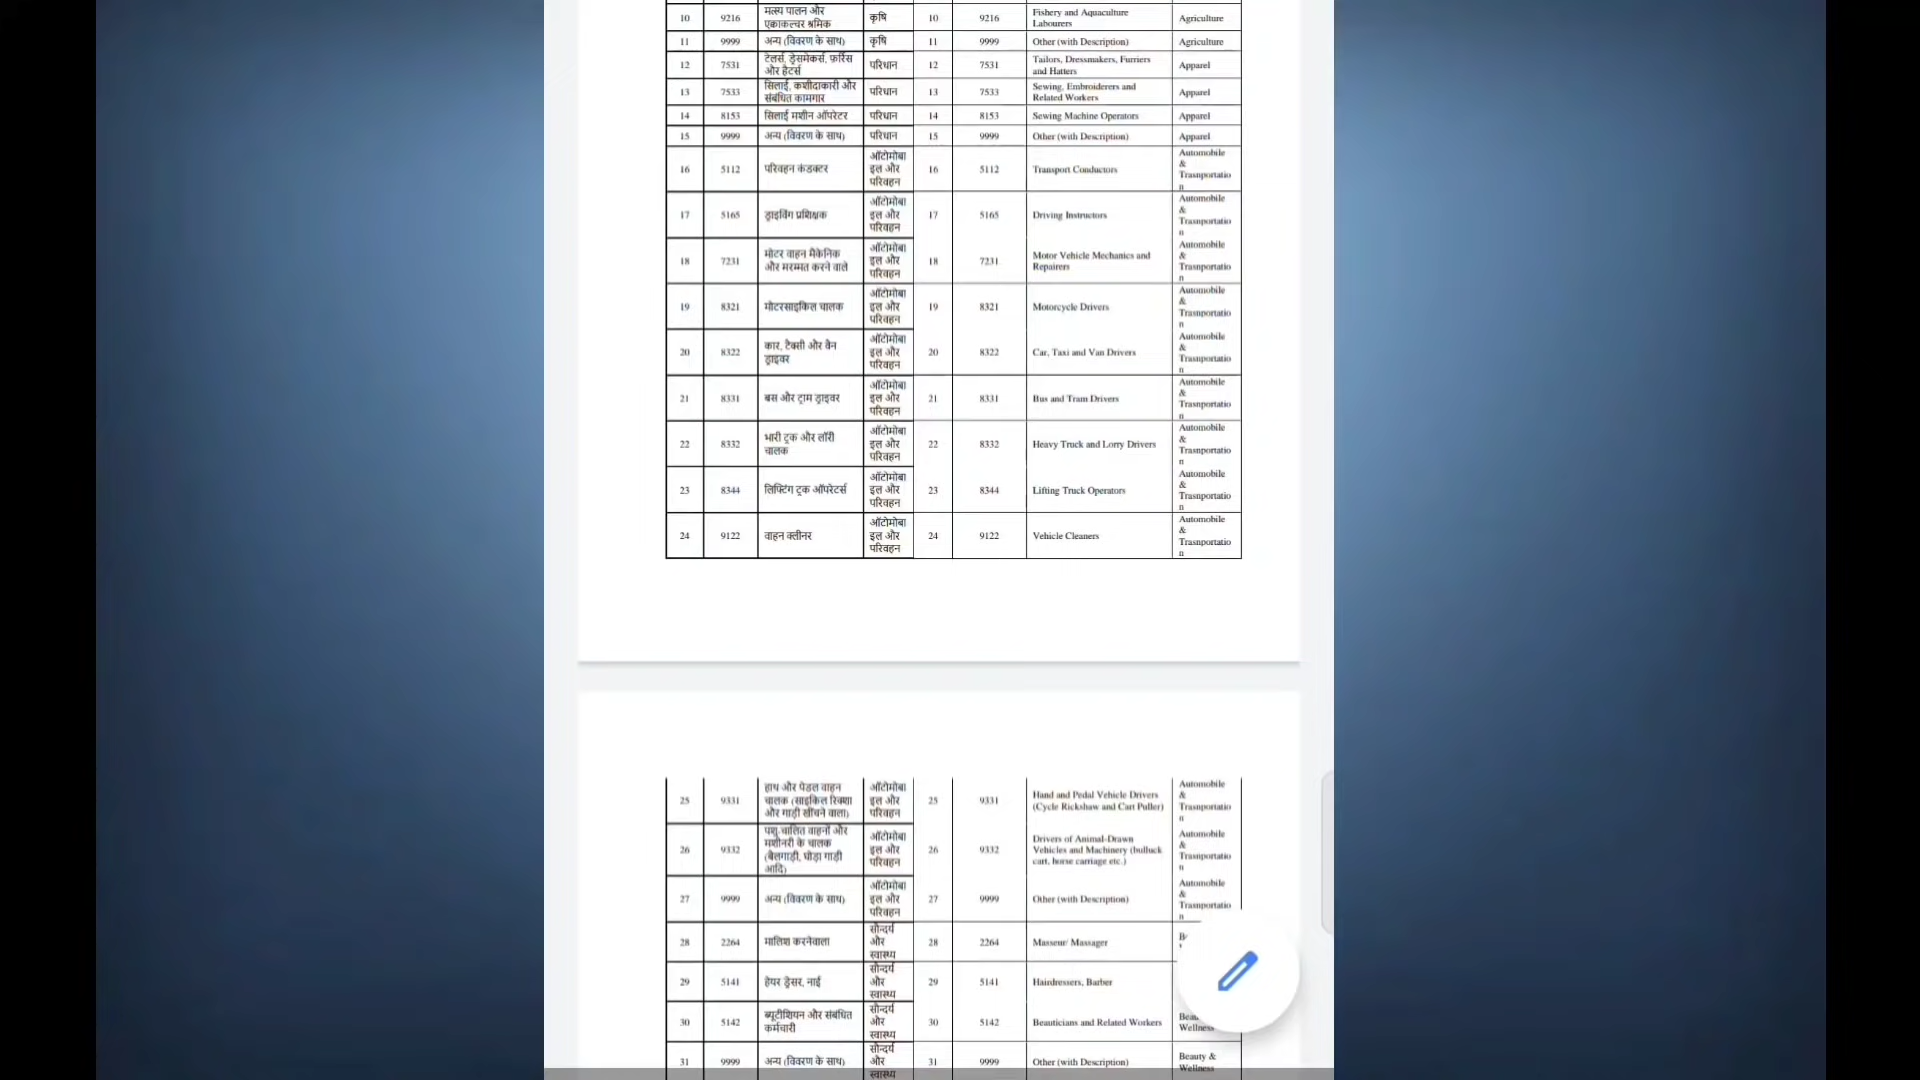 10 9216 मत्स्य पालन और एक्वाकल्चर श्रमिक कृषि 10 9216 Fishery and Aquaculture Labourers Agriculture
11 9999 अन्य (विवरण के साथ) कृषि 11 9999 Other (with Description) Agriculture
12 7531 टेलर्स, ड्रेसमेकर्स, फ़र्रिस और हैटर्स परिधान 12 7531 Tailors, Dressmakers, Furriers and Hatters Apparel
13 7533 सिलाई, कशीदाकारी और संबंधित कामगार परिधान 13 7533 Sewing, Embroiderers and Related Workers Apparel
14 8153 सिलाई मशीन ऑपरेटर परिधान 14 8153 Sewing Machine Operators Apparel
15 9999 अन्य (विवरण के साथ) परिधान 15 9999 Other (with Description) Apparel
16 5112 परिवहन कंडक्टर ऑटोमोबाइल और परिवहन 16 5112 Transport Conductors Automobile & Trasnportation
17 5165 ड्राइविंग प्रशिक्षक ऑटोमोबाइल और परिवहन 17 5165 Driving Instructors Automobile & Trasnportation
18 7231 मोटर वाहन मैकेनिक और मरम्मत करने वाले ऑटोमोबाइल और परिवहन 18 7231 Motor Vehicle Mechanics and Repairers Automobile & Trasnportation
19 8321 मोटरसाइकिल चालक ऑटोमोबाइल और परिवहन 19 8321 Motorcycle Drivers Automobile & Trasnportation
20 8322 कार, टैक्सी और वैन ड्राइवर ऑटोमोबाइल और परिवहन 20 8322 Car, Taxi and Van Drivers Automobile & Trasnportation
21 8331 बस और ट्राम ड्राइवर ऑटोमोबाइल और परिवहन 21 8331 Bus and Tram Drivers Automobile & Trasnportation
22 8332 भारी ट्रक और लॉरी चालक ऑटोमोबाइल और परिवहन 22 8332 Heavy Truck and Lorry Drivers Automobile & Trasnportation
23 8344 लिफ्टिंग ट्रक ऑपरेटर्स ऑटोमोबाइल और परिवहन 23 8344 Lifting Truck Operators Automobile & Trasnportation
24 9122 वाहन क्लीनर ऑटोमोबाइल और परिवहन 24 9122 Vehicle Cleaners Automobile & Trasnportation
25 9331 हाथ और पेडल वाहन चालक (साइकिल रिक्शा और गाड़ी खींचने वाला) ऑटोमोबाइल और परिवहन 25 9331 Hand and Pedal Vehicle Drivers (Cycle Rickshaw and Cart Puller) Automobile & Trasnportation
26 9332 पशु-चालित वाहनों और मशीनरी के चालक (बैलगाड़ी, घोड़ा गाड़ी आदि) ऑटोमोबाइल और परिवहन 26 9332 Drivers of Animal-Drawn Vehicles and Machinery (bulluck cart, horse carriage etc.) Automobile & Trasnportation
27 9999 अन्य (विवरण के साथ) ऑटोमोबाइल और परिवहन 27 9999 Other (with Description) Automobile & Trasnportation
28 2264 मालिश करनेवाला सौन्दर्य और स्वास्थ्य 28 2264 Masseur/ Massager
29 5141 हेयर ड्रेसर, नाई सौन्दर्य और स्वास्थ्य 29 5141 Hairdressers, Barber
30 5142 ब्यूटीशियन और संबंधित कर्मचारी सौन्दर्य और स्वास्थ्य 30 5142 Beauticians and Related Workers Wellness
31 9999 अन्य (विवरण के साथ) सौन्दर्य और स्वास्थ्य 31 9999 Other (with Description) Beauty & Wellness